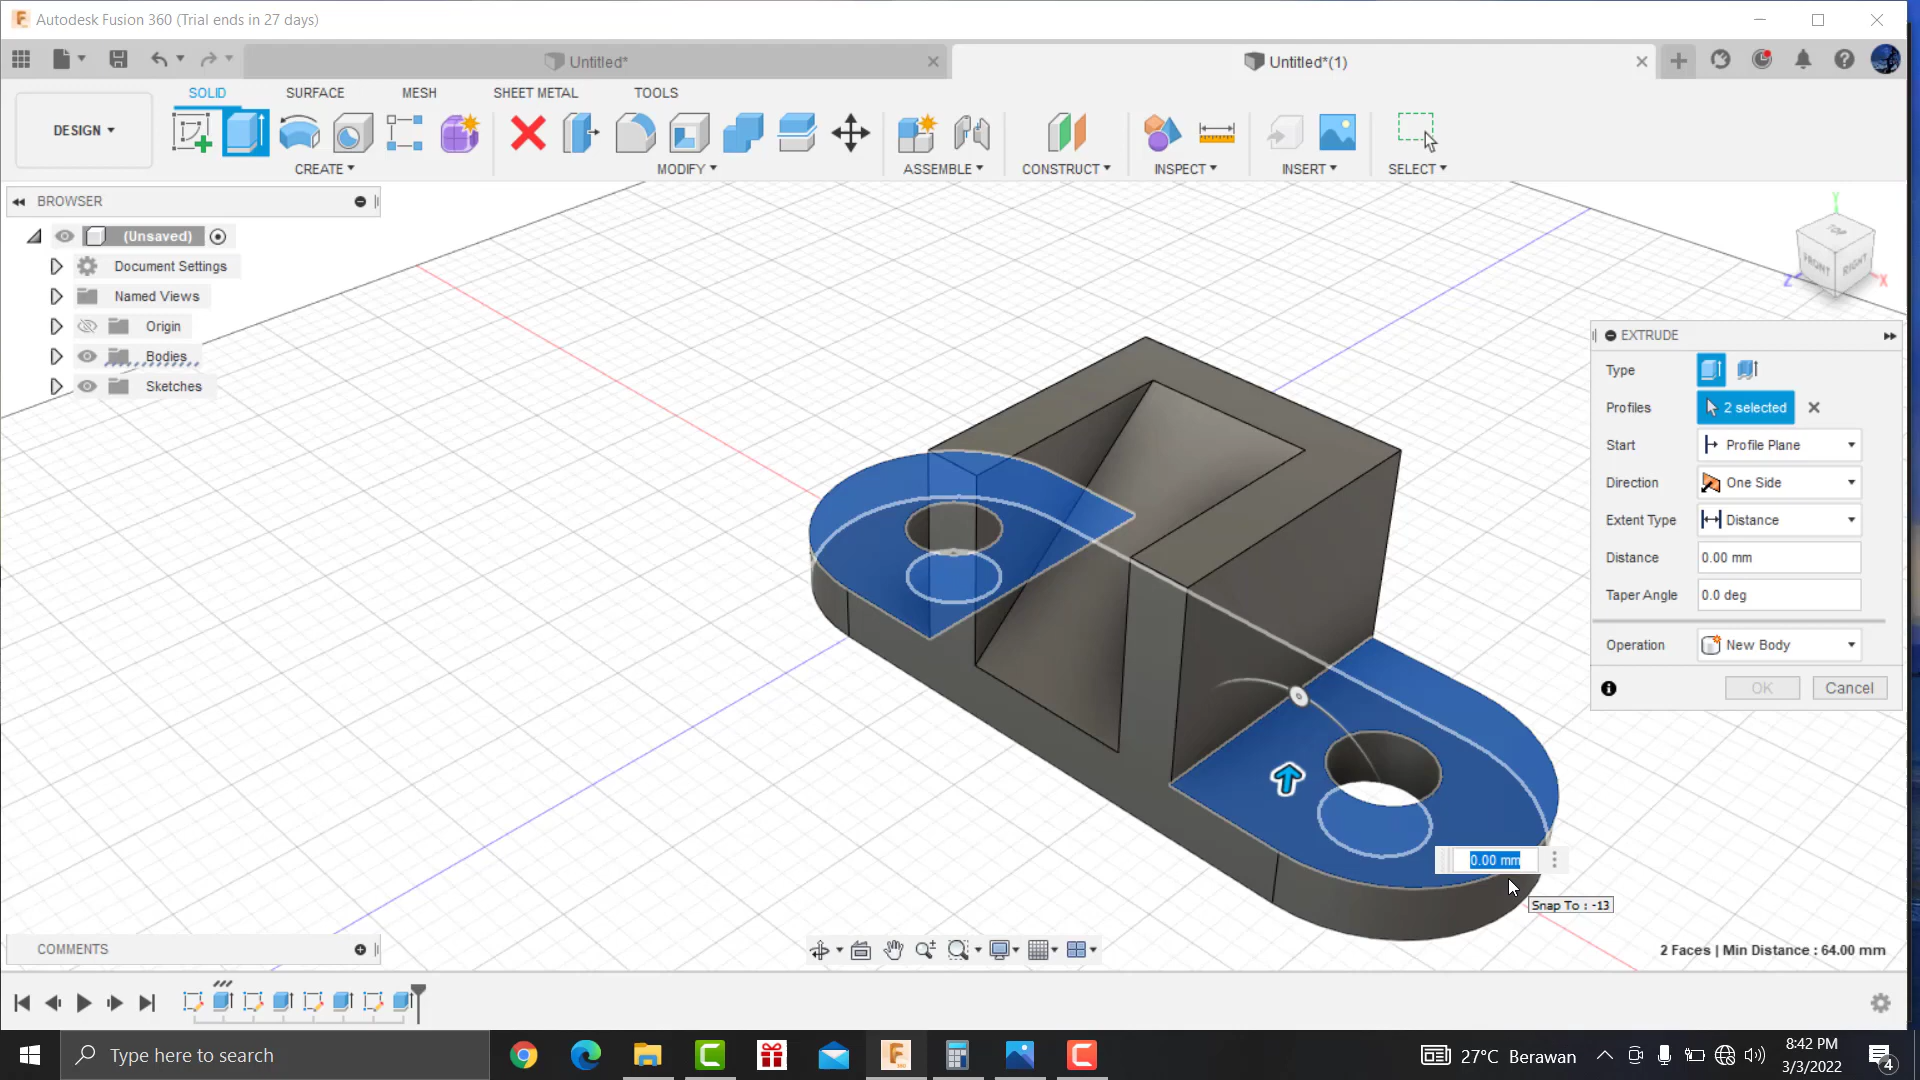 Autodesk Fusion 360 (Trial ends in 27 days)
Untitled*
Untitled*(1)
DESIGN
SOLID
SURFACE
MESH
SHEET METAL
TOOLS
CREATE
MODIFY
ASSEMBLE
CONSTRUCT
INSPECT
INSERT
SELECT
BROWSER
(Unsaved)
Document Settings
Named Views
Origin
Bodies
Sketches
Y
TOP
FRONT
RIGHT
Z
X
EXTRUDE
Type
Profiles
2 selected
Start
Profile Plane
Direction
One Side
Extent Type
Distance
Distance
0.00 mm
Taper Angle
0.0 deg
Operation
New Body
OK
Cancel
0.00 mm
Snap To : -13
COMMENTS
2 Faces | Min Distance : 64.00 mm
Type here to search
27°C Berawan
8:42 PM
3/3/2022
4